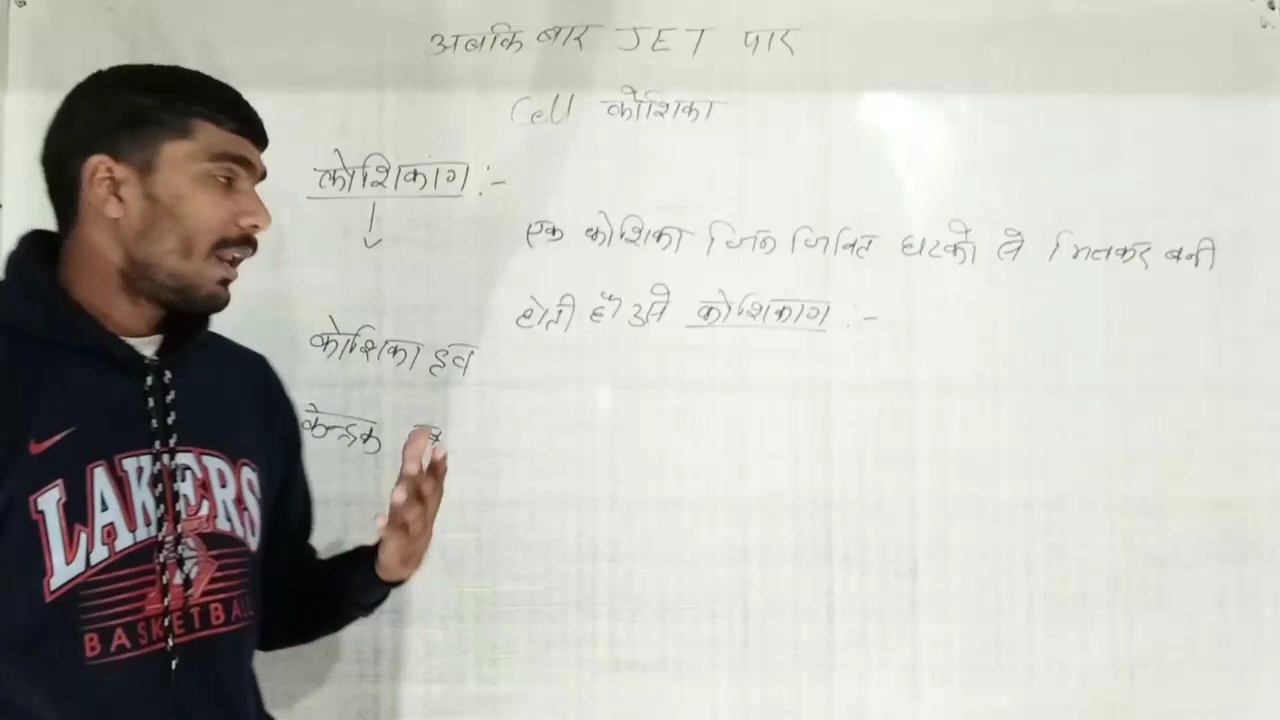 अबकि बार JET पार
Cell कोशिका
कोशिकांग :-
एक कोशिका जिन जिवित घटको से मिलकर बनी
होती हैं उसे कोशिकांग :-
कोशिका द्रव
केन्द्रक
LAKERS
BASKETBALL